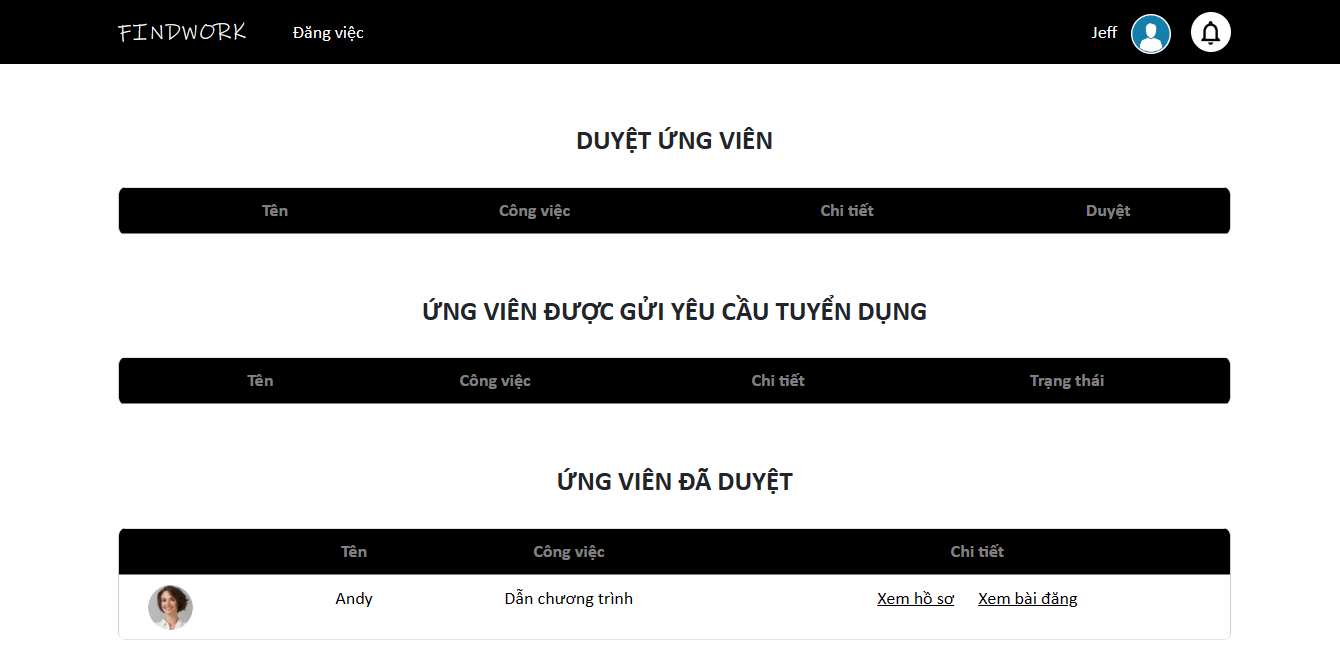 FINDWORK Đăng việc Jeff
DUYỆT ỨNG VIÊN
Tên Công việc Chi tiết Duyệt
ỨNG VIÊN ĐƯỢC GỬI YÊU CẦU TUYỂN DỤNG
Tên Công việc Chi tiết Trạng thái
ỨNG VIÊN ĐÃ DUYỆT
Tên Công việc Chi tiết
Andy Dẫn chương trình Xem hồ sơ Xem bài đăng